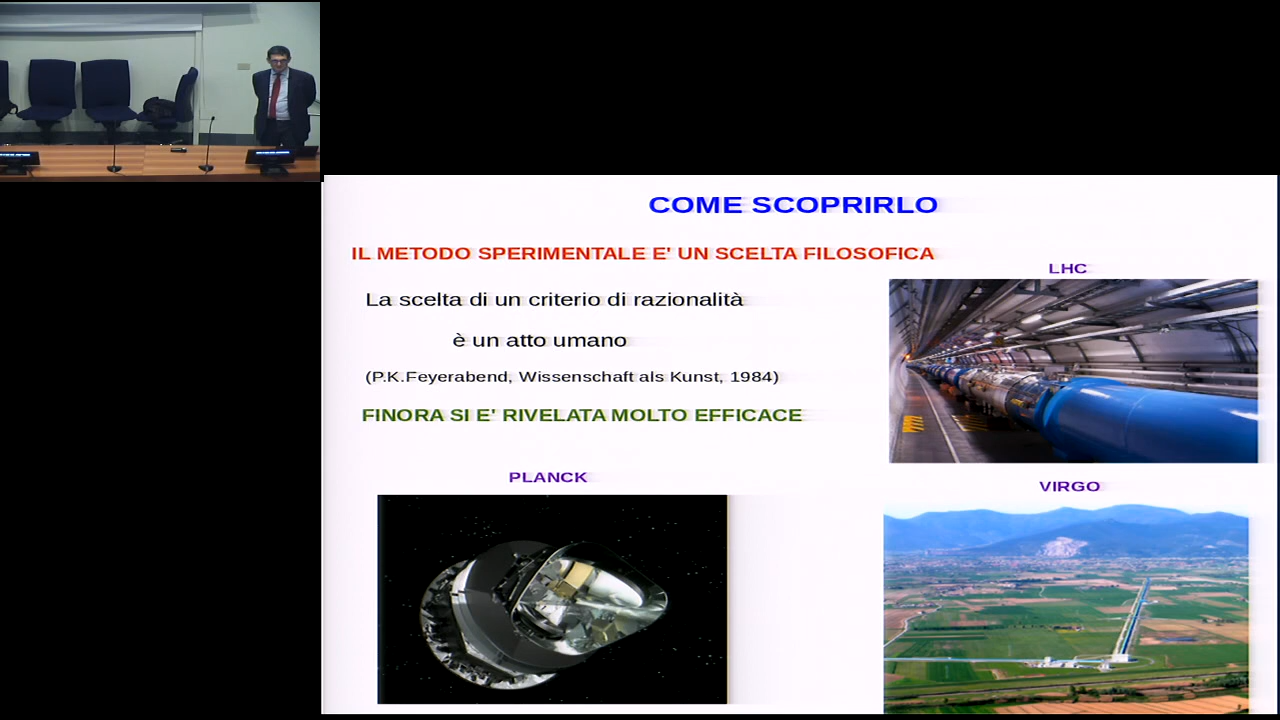 COME SCOPRIRLO
IL METODO SPERIMENTALE E' UN SCELTA FILOSOFICA
LHC
La scelta di un criterio di razionalità
è un atto umano
(P.K.Feyerabend, Wissenschaft als Kunst, 1984)
FINORA SI E' RIVELATA MOLTO EFFICACE
PLANCK
VIRGO